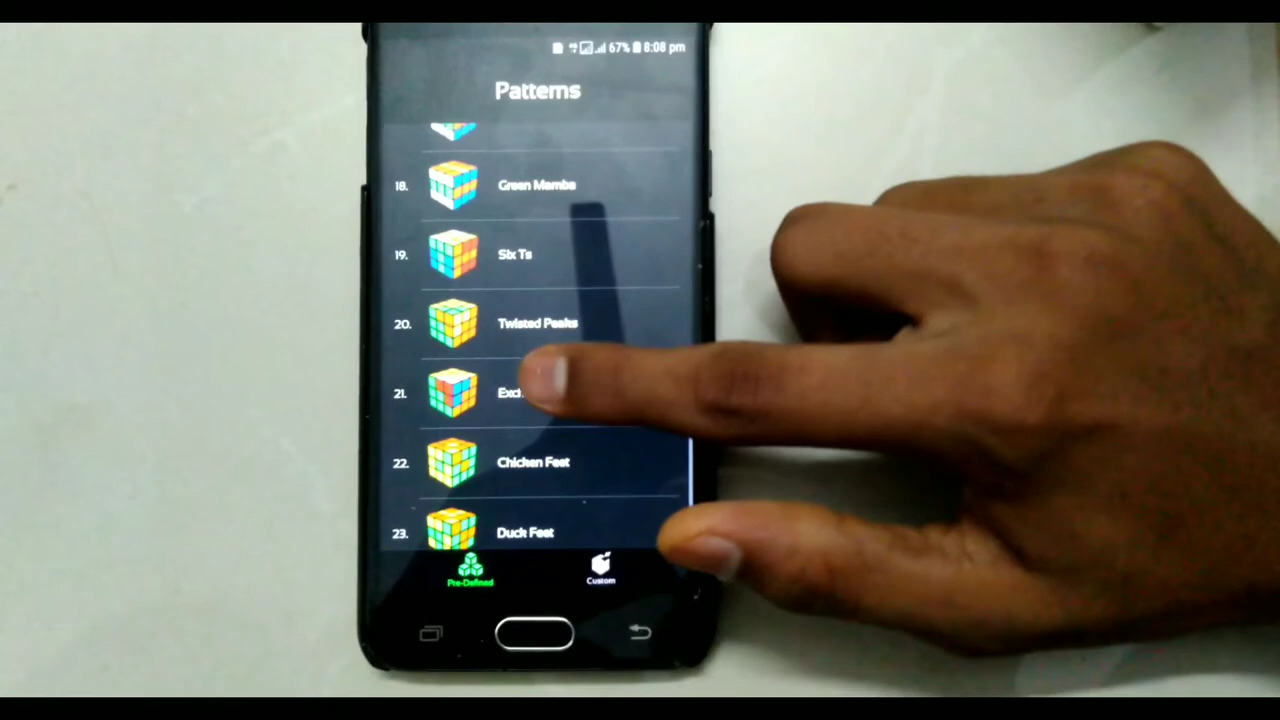 67% 8:08 pm
Patterns
18. Green Mamba
19. Six Ts
20. Twisted Peaks
21.
22. Chicken Feet
23. Duck Feet
Pre-Defined
Custom